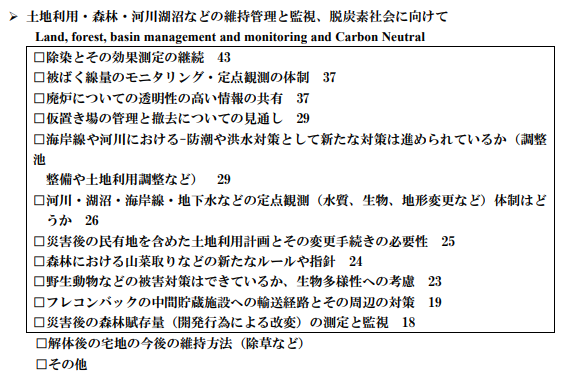 ➢ 土地利用・森林・河川湖沼などの維持管理と監視、脱炭素社会に向けて
Land, forest, basin management and monitoring and Carbon Neutral
□除染とその効果測定の継続 43
□被ばく線量のモニタリング・定点観測の体制 37
□廃炉についての透明性の高い情報の共有 37
□仮置き場の管理と撤去についての見通し 29
□海岸線や河川における-防潮や洪水対策として新たな対策は進められているか（調整
池
整備や土地利用調整など） 29
□河川・湖沼・海岸線・地下水などの定点観測（水質、生物、地形変更など）体制はど
うか 26
□災害後の民有地を含めた土地利用計画とその変更手続きの必要性 25
□森林における山菜取りなどの新たなルールや指針 24
□野生動物などの被害対策はできているか、生物多様性への考慮 23
□フレコンバックの中間貯蔵施設への輸送経路とその周辺の対策 19
□災害後の森林賦存量（開発行為による改変）の測定と監視 18
□解体後の宅地の今後の維持方法（除草など）
□その他